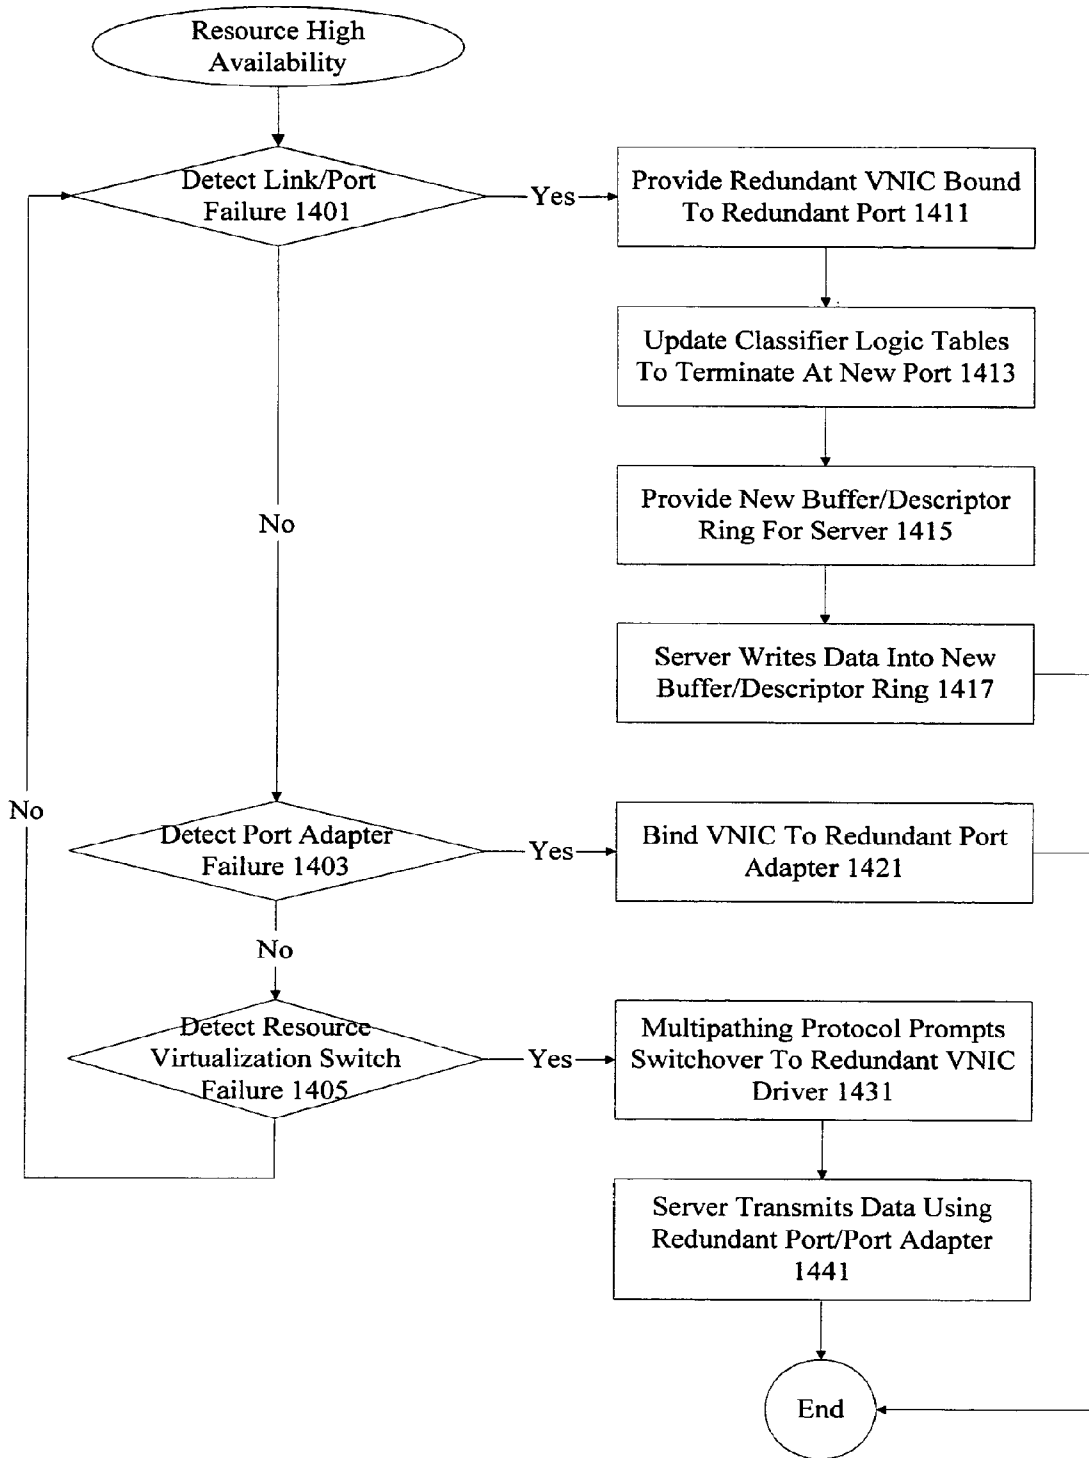 Resource High
Availability
Detect Link/Port
Failure 1401
Yes
Provide Redundant VNIC Bound
To Redundant Port 1411
Update Classifier Logic Tables
To Terminate At New Port 1413
Provide New Buffer/Descriptor
Ring For Server 1415
No
Server Writes Data Into New
Buffer/Descriptor Ring 1417
No
Detect Port Adapter
Failure 1403
Yes
Bind VNIC To Redundant Port
Adapter 1421
No
Detect Resource
Virtualization Switch
Failure 1405
Yes
Multipathing Protocol Prompts
Switchover To Redundant VNIC
Driver 1431
Server Transmits Data Using
Redundant Port/Port Adapter
1441
End